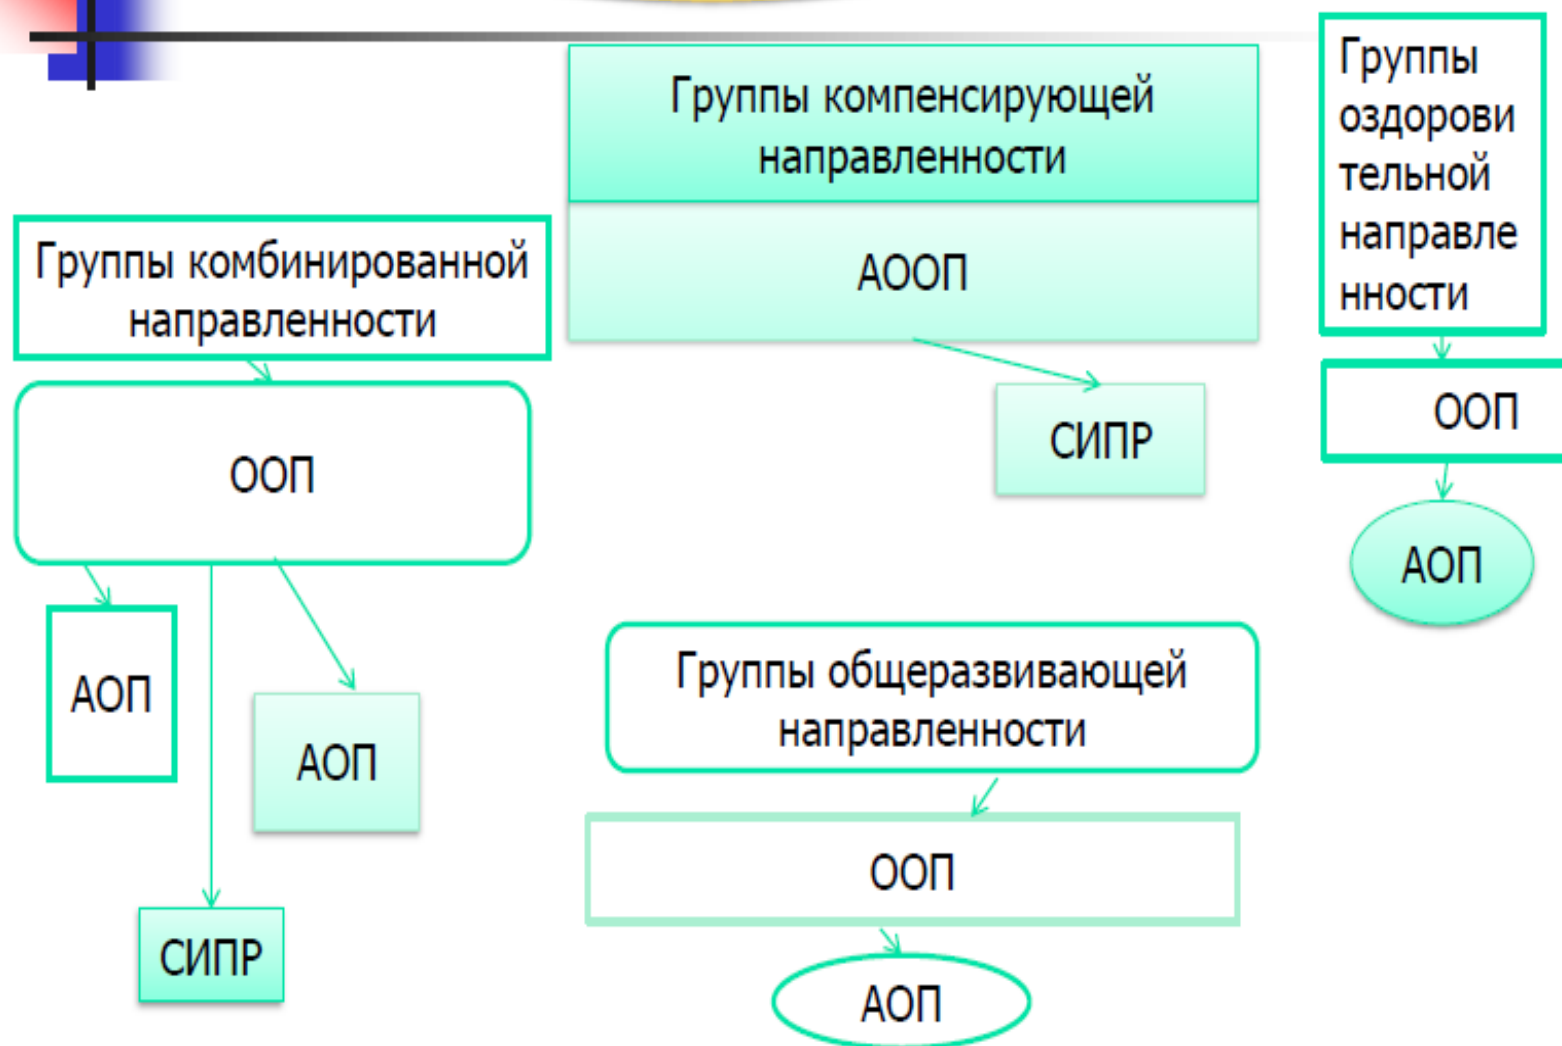 Группы компенсирующей
направленности
АООП
СИПР
Группы
оздорови
тельной
направле
нности
ООП
АОП
Группы комбинированной
направленности
ООП
АОП
АОП
СИПР
Группы общеразвивающей
направленности
ООП
АОП